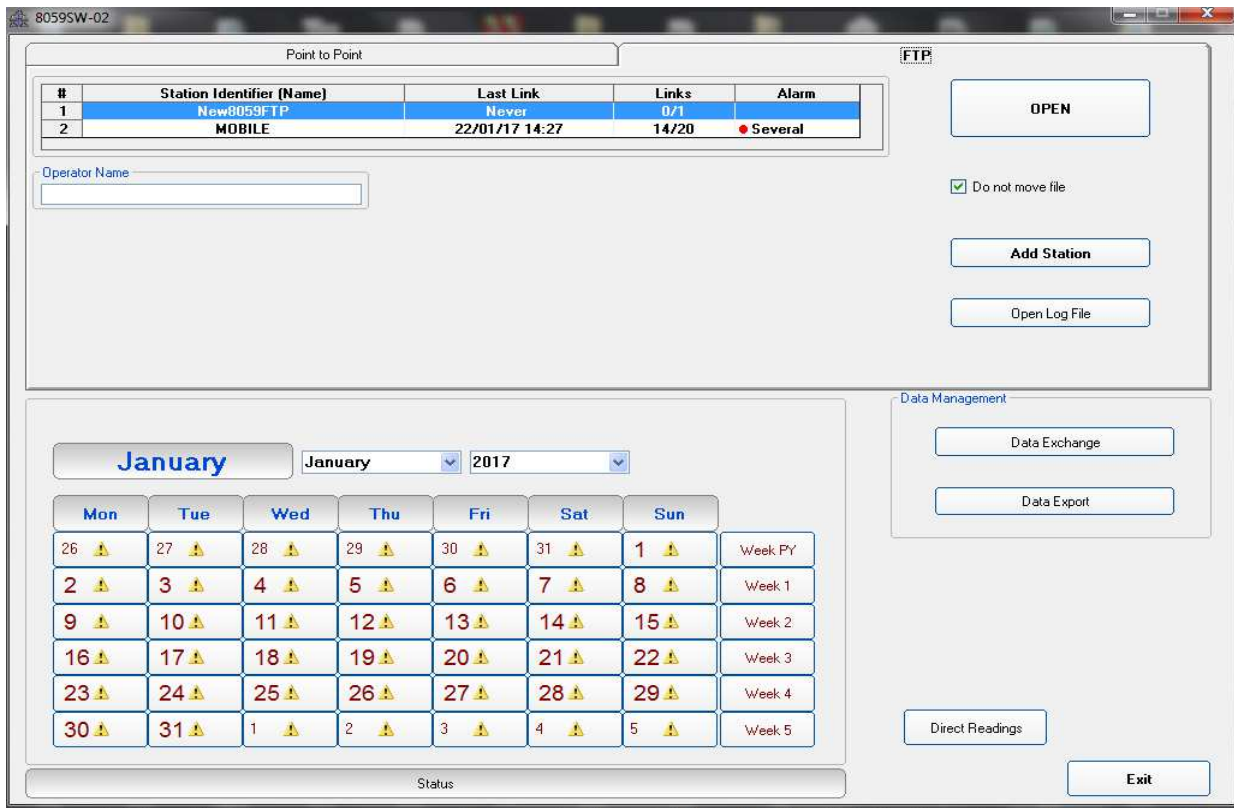 8059SW-02
Point to Point
FTP
# Station Identifier (Name) Last Link Links Alarm
1 New8059FTP Never 0/1
2 MOBILE 22/01/17 14:27 14/20 Several
OPEN
Operator Name
Do not move file
Add Station
Open Log File
Data Management
Data Exchange
Data Export
January January 2017
Mon Tue Wed Thu Fri Sat Sun
26 27 28 29 30 31 1 Week PY
2 3 4 5 6 7 8 Week 1
9 10 11 12 13 14 15 Week 2
16 17 18 19 20 21 22 Week 3
23 24 25 26 27 28 29 Week 4
30 31 1 2 3 4 5 Week 5
Direct Readings
Status
Exit